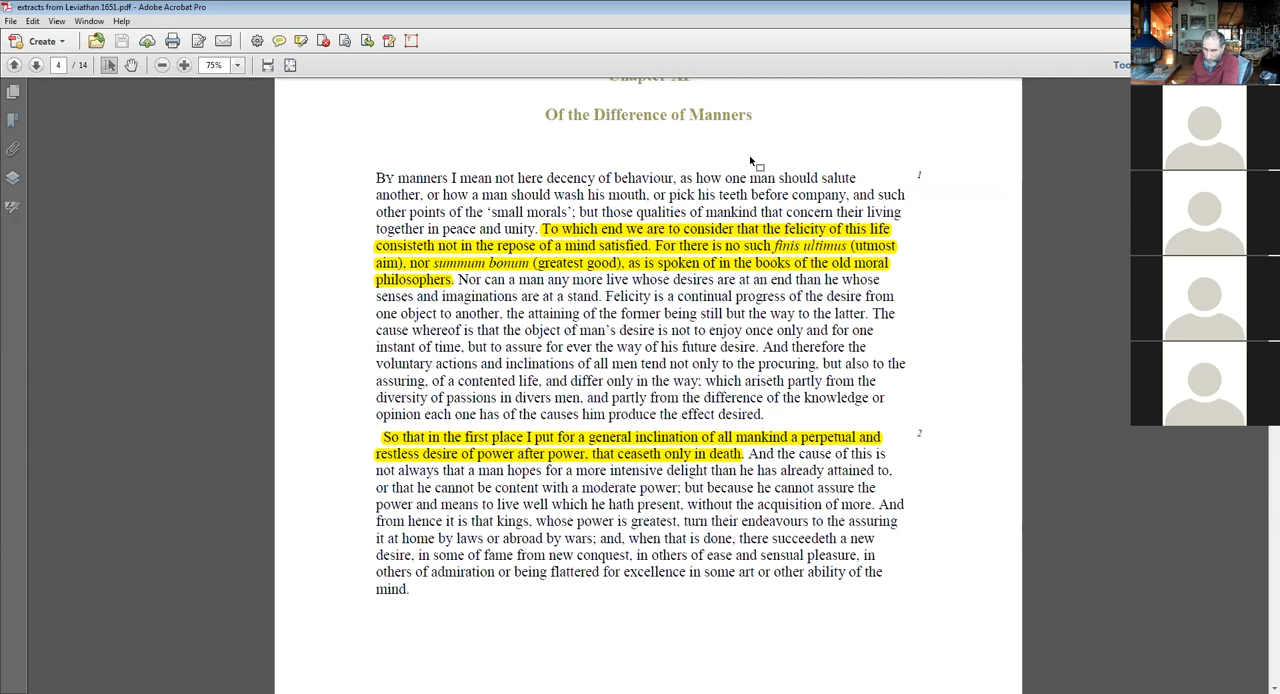 extracts from Leviathan 1651.pdf - Adobe Acrobat Pro
File Edit View Window Help
Create
4 / 14
75%
Chapter XI
Of the Difference of Manners
BY manners I mean not here decency of behaviour, as how one man should salute
1
another, or how a man should wash his mouth, or pick his teeth before company, and such
other points of the ‘small morals’; but those qualities of mankind that concern their living
together in peace and unity. To which end we are to consider that the felicity of this life
consisteth not in the repose of a mind satisfied. For there is no such finis ultimus (utmost
aim), nor summum bonum (greatest good), as is spoken of in the books of the old moral
philosophers. Nor can a man any more live whose desires are at an end than he whose
senses and imaginations are at a stand. Felicity is a continual progress of the desire from
one object to another, the attaining of the former being still but the way to the latter. The
cause whereof is that the object of man’s desire is not to enjoy once only and for one
instant of time, but to assure for ever the way of his future desire. And therefore the
voluntary actions and inclinations of all men tend not only to the procuring, but also to the
assuring, of a contented life, and differ only in the way; which ariseth partly from the
diversity of passions in divers men, and partly from the difference of the knowledge or
opinion each one has of the causes him produce the effect desired.
So that in the first place I put for a general inclination of all mankind a perpetual and
2
restless desire of power after power, that ceaseth only in death. And the cause of this is
not always that a man hopes for a more intensive delight than he has already attained to,
or that he cannot be content with a moderate power; but because he cannot assure the
power and means to live well which he hath present, without the acquisition of more. And
from hence it is that kings, whose power is greatest, turn their endeavours to the assuring
it at home by laws or abroad by wars; and, when that is done, there succeedeth a new
desire, in some of fame from new conquest, in others of ease and sensual pleasure, in
others of admiration or being flattered for excellence in some art or other ability of the
mind.